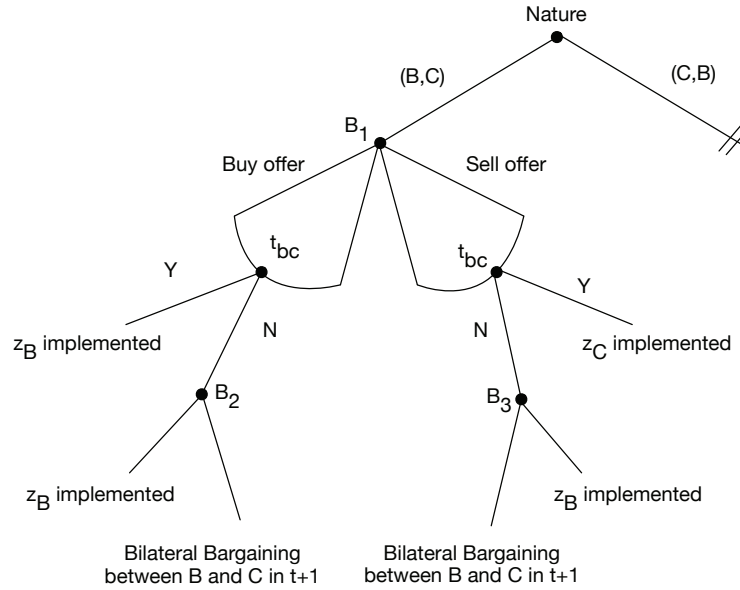 Nature
(B,C)
(C,B)
B1
Buy offer
Sell offer
tbc
tbc
Y
Y
N
N
zB implemented
zC implemented
B2
B3
zB implemented
zB implemented
Bilateral Bargaining
between B and C in t+1
Bilateral Bargaining
between B and C in t+1